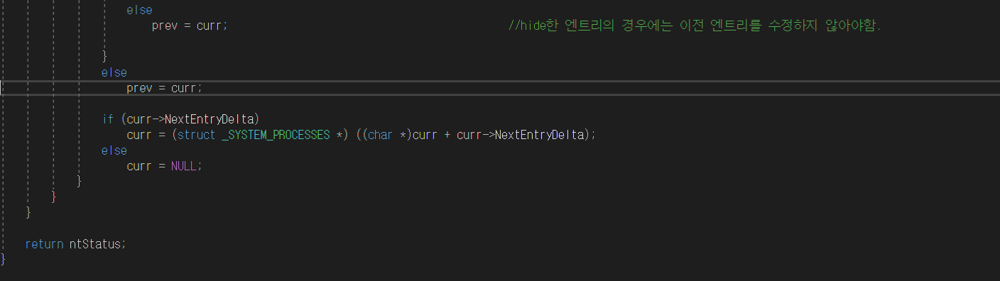 else
prev = curr; //hide한 엔트리의 경우에는 이전 엔트리를 수정하지 않아야함.
}
else
prev = curr;
if (curr->NextEntryDelta)
curr = (struct _SYSTEM_PROCESSES *) ((char *)curr + curr->NextEntryDelta);
else
curr = NULL;
}
}
}
return ntStatus;
}